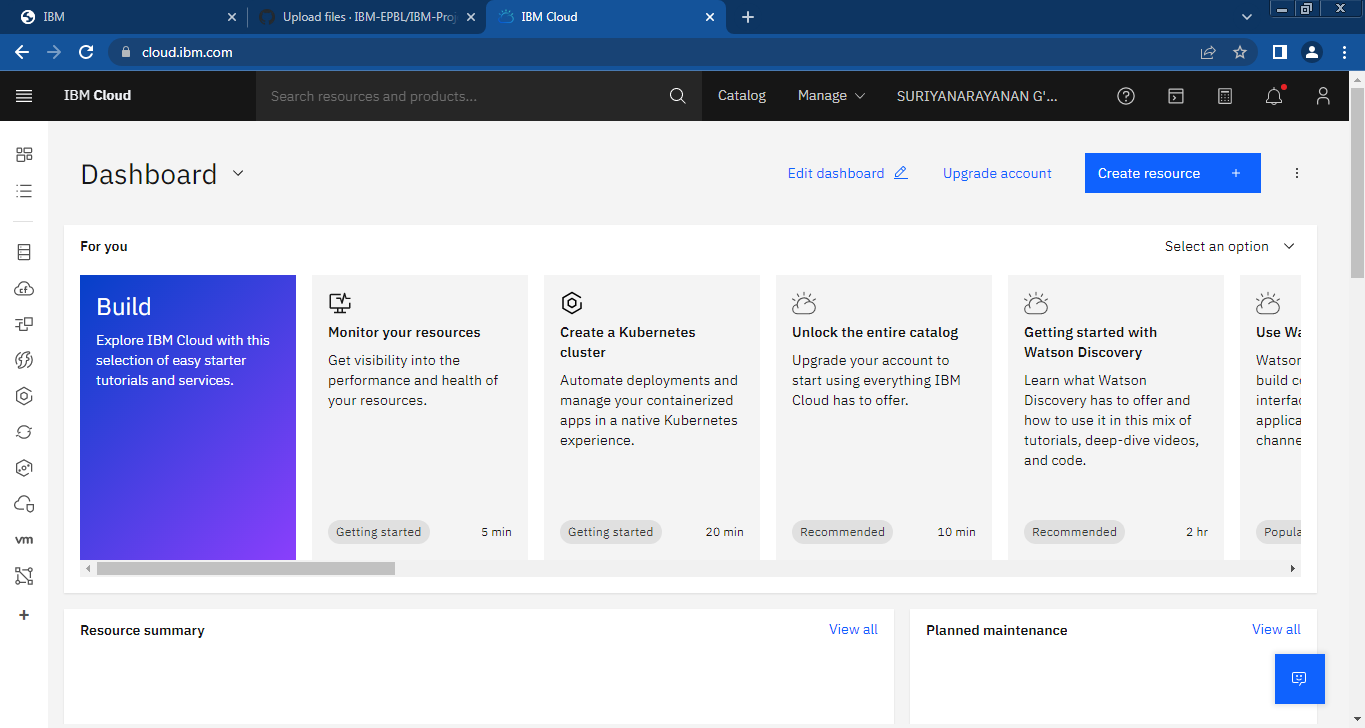 IBM
Upload files · IBM-EPBL/IBM-Proj
IBM Cloud
cloud.ibm.com
IBM Cloud
Search resources and products...
Catalog
Manage
SURIYANARAYANAN G'...
Dashboard
Edit dashboard
Upgrade account
Create resource +
For you
Select an option
Build
Explore IBM Cloud with this
selection of easy starter
tutorials and services.
Monitor your resources
Get visibility into the
performance and health of
your resources.
Getting started
5 min
Create a Kubernetes
cluster
Automate deployments and
manage your containerized
apps in a native Kubernetes
experience.
Getting started
20 min
Unlock the entire catalog
Upgrade your account to
start using everything IBM
Cloud has to offer.
Recommended
10 min
Getting started with
Watson Discovery
Learn what Watson
Discovery has to offer and
how to use it in this mix of
tutorials, deep-dive videos,
and code.
Recommended
2 hr
Use Wa
Watson
build co
interfac
applica
channe
Popula
cf
vm
Resource summary
View all
Planned maintenance
View all